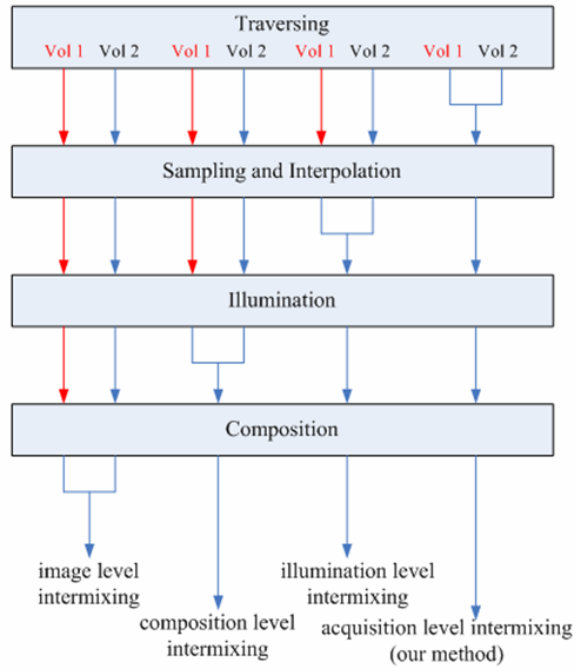 Traversing
Vol 1 Vol 2 Vol 1 Vol 2 Vol 1 Vol 2 Vol 1 Vol 2
Sampling and Interpolation
Illumination
Composition
image level
intermixing
composition level
intermixing
illumination level
intermixing
acquisition level intermixing
(our method)